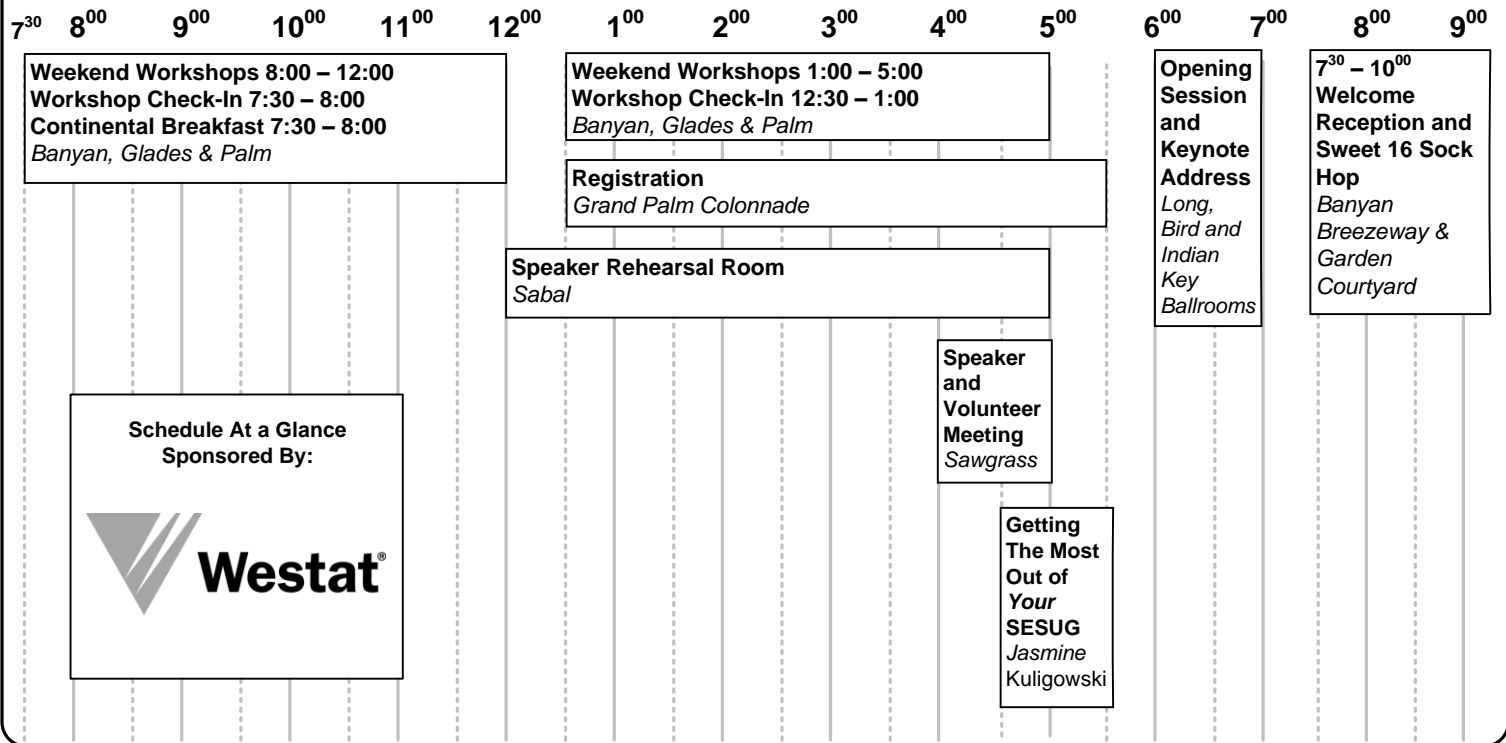 7³⁰ 8⁰⁰ 9⁰⁰ 10⁰⁰ 11⁰⁰ 12⁰⁰ 1⁰⁰ 2⁰⁰ 3⁰⁰ 4⁰⁰ 5⁰⁰ 6⁰⁰ 7⁰⁰ 8⁰⁰ 9⁰⁰
Weekend Workshops 8:00 – 12:00
Workshop Check-In 7:30 – 8:00
Continental Breakfast 7:30 – 8:00
Banyan, Glades & Palm
Weekend Workshops 1:00 – 5:00
Workshop Check-In 12:30 – 1:00
Banyan, Glades & Palm
Registration
Grand Palm Colonnade
Speaker Rehearsal Room
Sabal
Speaker
and
Volunteer
Meeting
Sawgrass
Getting
The Most
Out of
Your
SESUG
Jasmine
Kuligowski
Opening
Session
and
Keynote
Address
Long,
Bird and
Indian
Key
Ballrooms
7³⁰ – 10⁰⁰
Welcome
Reception and
Sweet 16 Sock
Hop
Banyan
Breezeway &
Garden
Courtyard
Schedule At a Glance
Sponsored By:
Westat®